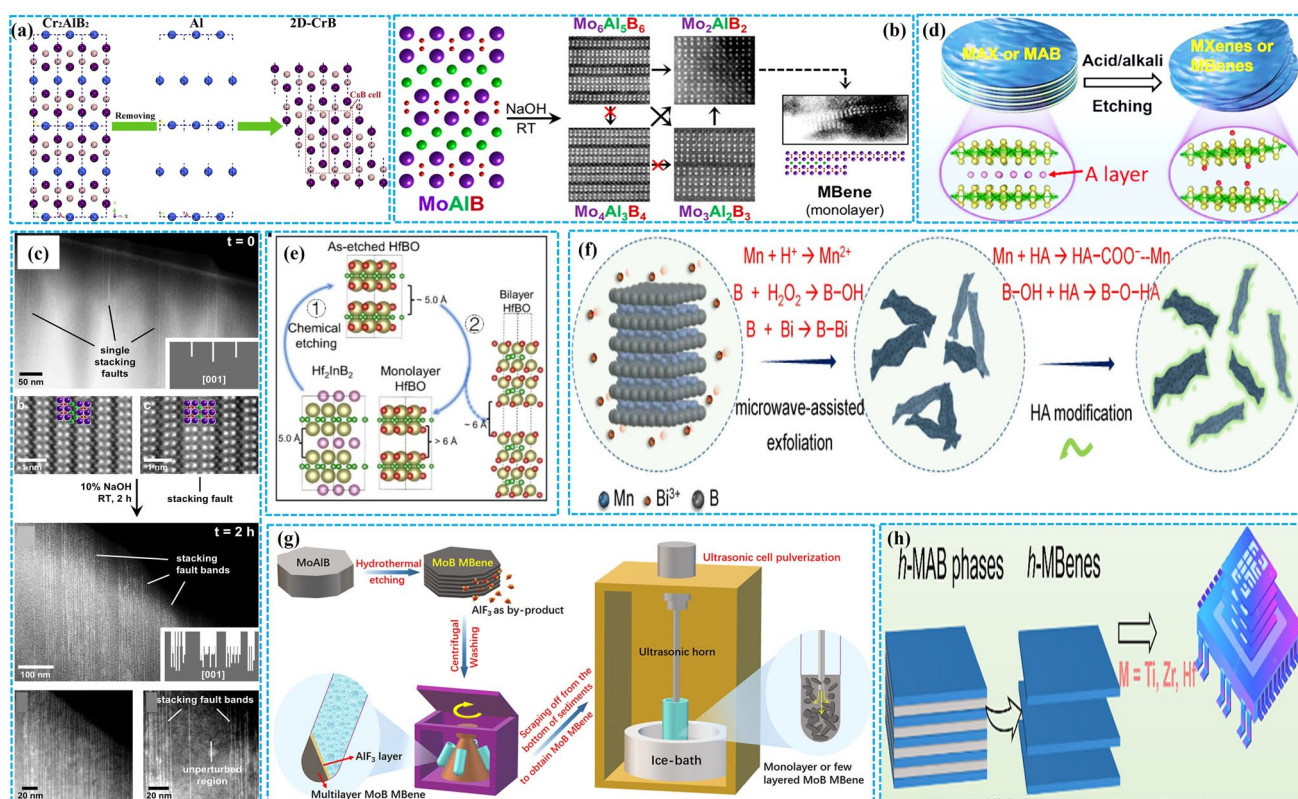 (a)
Cr₂AlB₂
Al
2D-CrB
CrB cell
Removing
(b)
MoAlB
NaOH
RT
Mo₆Al₅B₆
Mo₂AlB₂
Mo₄Al₃B₄
Mo₃Al₂B₃
MBene
(monolayer)
(d)
MAX or MAB
Acid/alkali
Etching
MXenes or
MBenes
A layer
(c)
t = 0
single
stacking
faults
50 nm
[001]
b
c
1 nm
1 nm
10% NaOH
RT, 2 h
stacking fault
t = 2 h
stacking
fault bands
100 nm
[001]
stacking fault bands
unperturbed
region
20 nm
20 nm
(e)
As-etched HfBO
~ 5.0 Å
①
Chemical
etching
②
Bilayer
HfBO
Hf₂InB₂
Monolayer
HfBO
5.0 Å
> 6 Å
~ 6 Å
(f)
Mn + H⁺ → Mn²⁺
B + H₂O₂ → B−OH
B + Bi → B−Bi
microwave-assisted
exfoliation
Mn + HA → HA−COO⁻--Mn
B−OH + HA → B−O−HA
HA modification
Mn Bi³⁺ B
(g)
MoAlB
Hydrothermal
etching
MoB MBene
AlF₃ as by-product
Centrifugal
Washing
AlF₃ layer
Multilayer MoB MBene
Scraping off from the
bottom of sediments
to obtain MoB MBene
Ultrasonic cell pulverization
Ultrasonic horn
Ice-bath
Monolayer or few
layered MoB MBene
(h)
h-MAB phases
h-MBenes
M = Ti, Zr, Hf